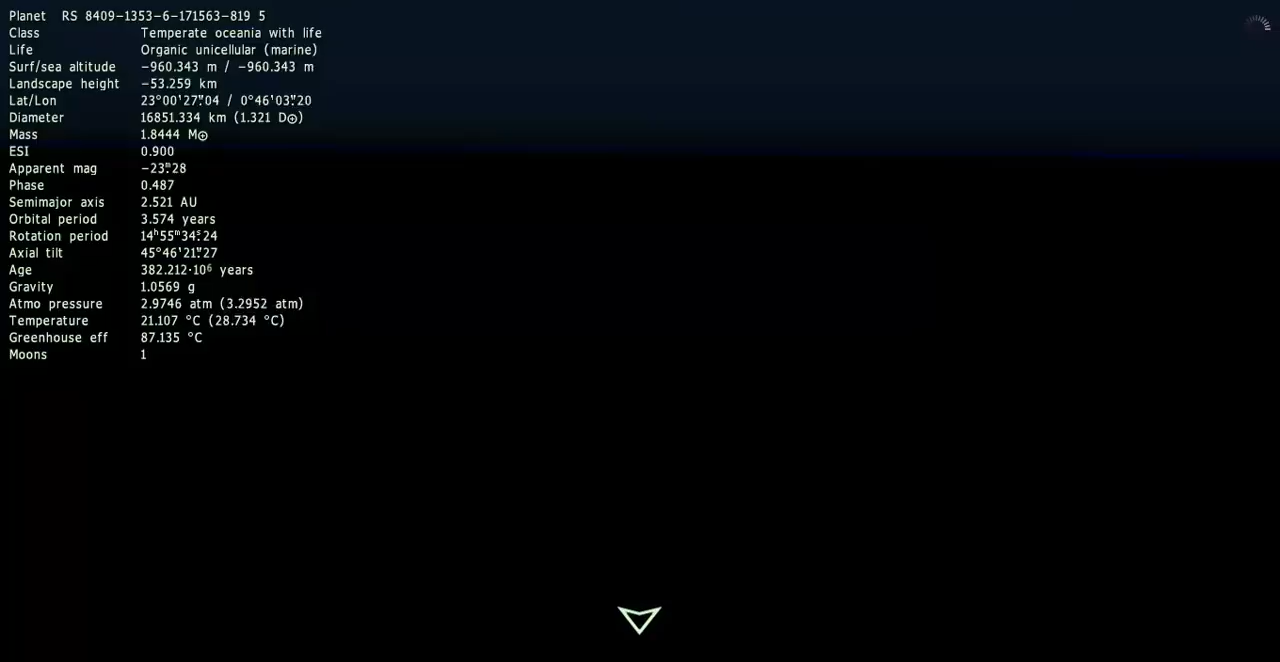 Planet RS 8409-1353-6-171563-819 5
Class Temperate oceania with life
Life Organic unicellular (marine)
Surf/sea altitude -960.343 m / -960.343 m
Landscape height -53.259 km
Lat/Lon 23°00'27."04 / 0°46'03."20
Diameter 16851.334 km (1.321 D⊕)
Mass 1.8444 M⊕
ESI 0.900
Apparent mag -23.ᵐ28
Phase 0.487
Semimajor axis 2.521 AU
Orbital period 3.574 years
Rotation period 14ʰ55ᵐ34.ˢ24
Axial tilt 45°46'21."27
Age 382.212·10⁶ years
Gravity 1.0569 g
Atmo pressure 2.9746 atm (3.2952 atm)
Temperature 21.107 °C (28.734 °C)
Greenhouse eff 87.135 °C
Moons 1